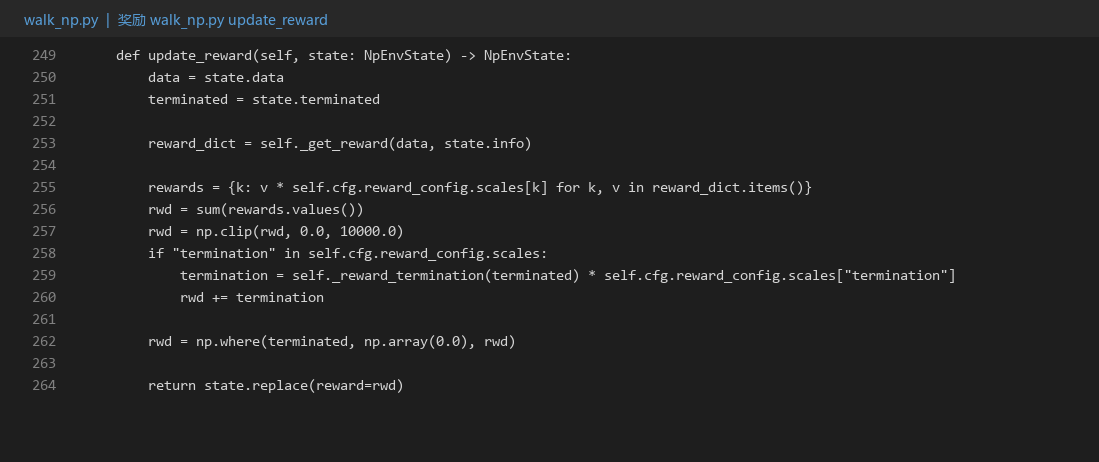 walk_np.py | 奖励 walk_np.py update_reward
249 def update_reward(self, state: NpEnvState) -> NpEnvState:
250 data = state.data
251 terminated = state.terminated
252
253 reward_dict = self._get_reward(data, state.info)
254
255 rewards = {k: v * self.cfg.reward_config.scales[k] for k, v in reward_dict.items()}
256 rwd = sum(rewards.values())
257 rwd = np.clip(rwd, 0.0, 10000.0)
258 if "termination" in self.cfg.reward_config.scales:
259 termination = self._reward_termination(terminated) * self.cfg.reward_config.scales["termination"]
260 rwd += termination
261
262 rwd = np.where(terminated, np.array(0.0), rwd)
263
264 return state.replace(reward=rwd)